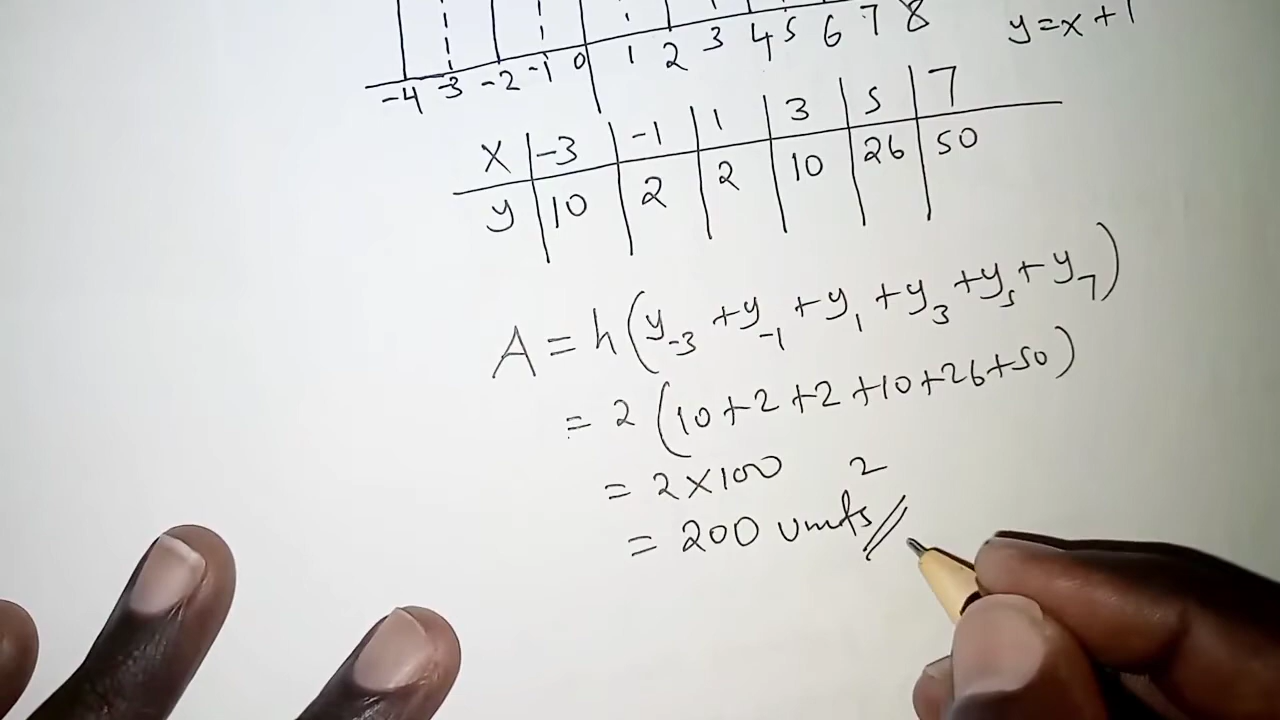 -4 -3 -2 -1 0 1 2 3 4 5 6 7 8
y=x+1
x -3 -1 1 3 5 7
y 10 2 2 10 26 50
A = h(y₋₃ + y₋₁ + y₁ + y₃ + y₅ + y₇)
= 2(10+2+2+10+26+50)
= 2×100
= 200 units²